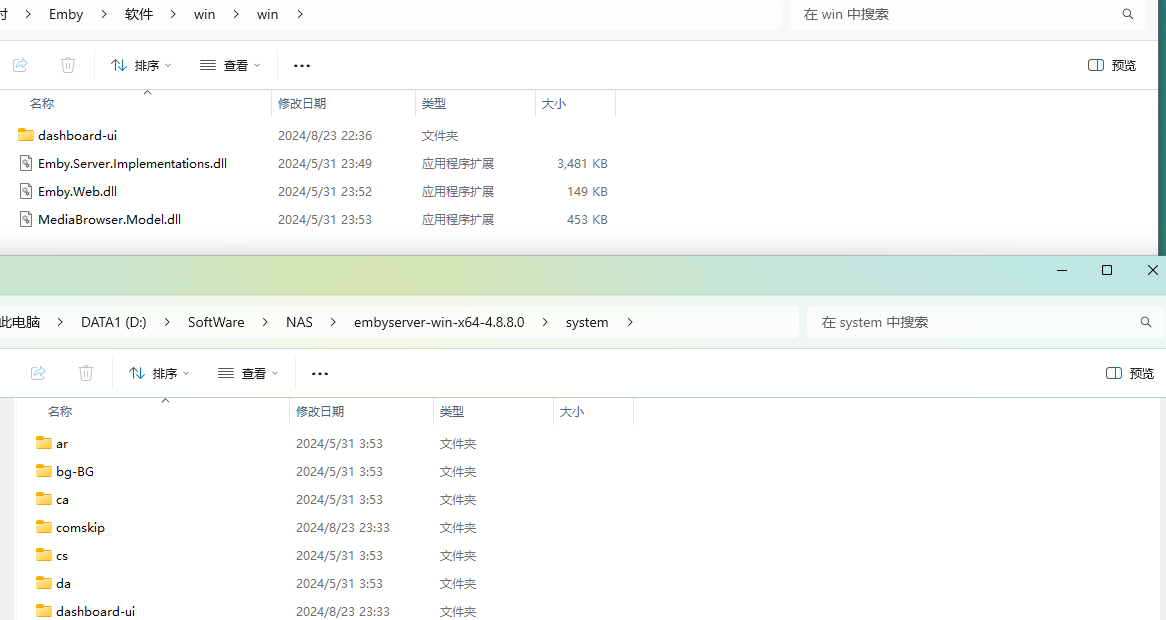 Emby > 软件 > win > win >
在 win 中搜索
排序
查看
预览
名称 修改日期 类型 大小
dashboard-ui 2024/8/23 22:36 文件夹
Emby.Server.Implementations.dll 2024/5/31 23:49 应用程序扩展 3,481 KB
Emby.Web.dll 2024/5/31 23:52 应用程序扩展 149 KB
MediaBrowser.Model.dll 2024/5/31 23:53 应用程序扩展 453 KB
此电脑 > DATA1 (D:) > SoftWare > NAS > embyserver-win-x64-4.8.8.0 > system >
在 system 中搜索
排序
查看
预览
名称 修改日期 类型 大小
ar 2024/5/31 3:53 文件夹
bg-BG 2024/5/31 3:53 文件夹
ca 2024/5/31 3:53 文件夹
comskip 2024/8/23 23:33 文件夹
cs 2024/5/31 3:53 文件夹
da 2024/5/31 3:53 文件夹
dashboard-ui 2024/8/23 23:33 文件夹